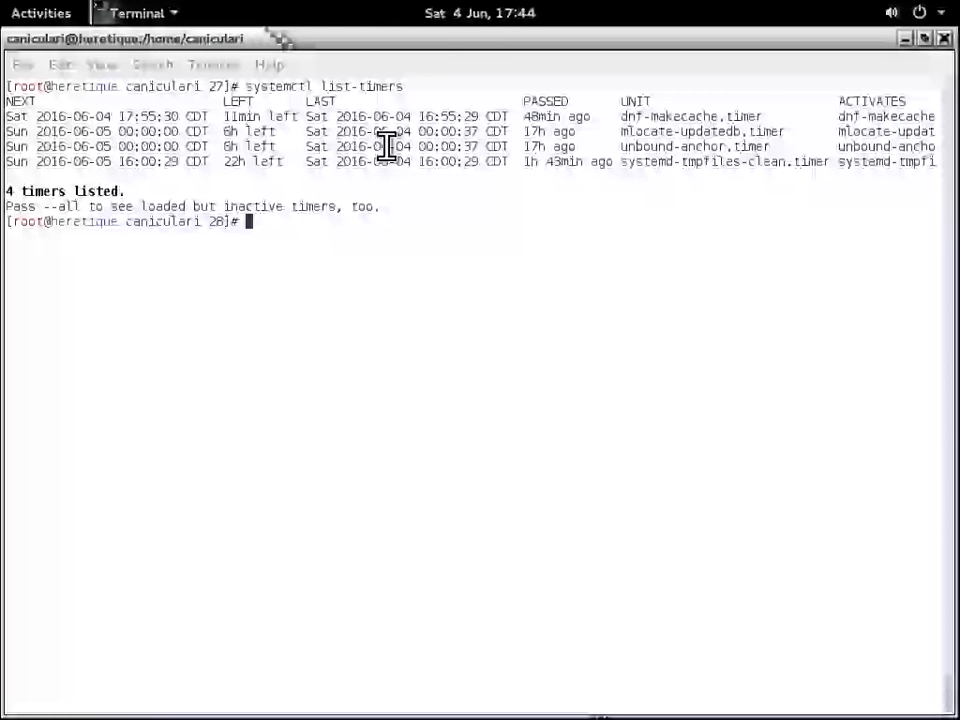 Activities Terminal Sat 4 Jun, 17:44
caniculari@heretique:/home/caniculari
File Edit View Search Terminal Help
[root@heretique caniculari 27]# systemctl list-timers
NEXT LEFT LAST PASSED UNIT ACTIVATES
Sat 2016-06-04 17:55:30 CDT 11min left Sat 2016-06-04 16:55:29 CDT 48min ago dnf-makecache.timer dnf-makecache
Sun 2016-06-05 00:00:00 CDT 6h left Sat 2016-06-04 00:00:37 CDT 17h ago mlocate-updatedb.timer mlocate-updat
Sun 2016-06-05 00:00:00 CDT 6h left Sat 2016-06-04 00:00:37 CDT 17h ago unbound-anchor.timer unbound-ancho
Sun 2016-06-05 16:00:29 CDT 22h left Sat 2016-06-04 16:00:29 CDT 1h 43min ago systemd-tmpfiles-clean.timer systemd-tmpfi
4 timers listed.
Pass --all to see loaded but inactive timers, too.
[root@heretique caniculari 28]#